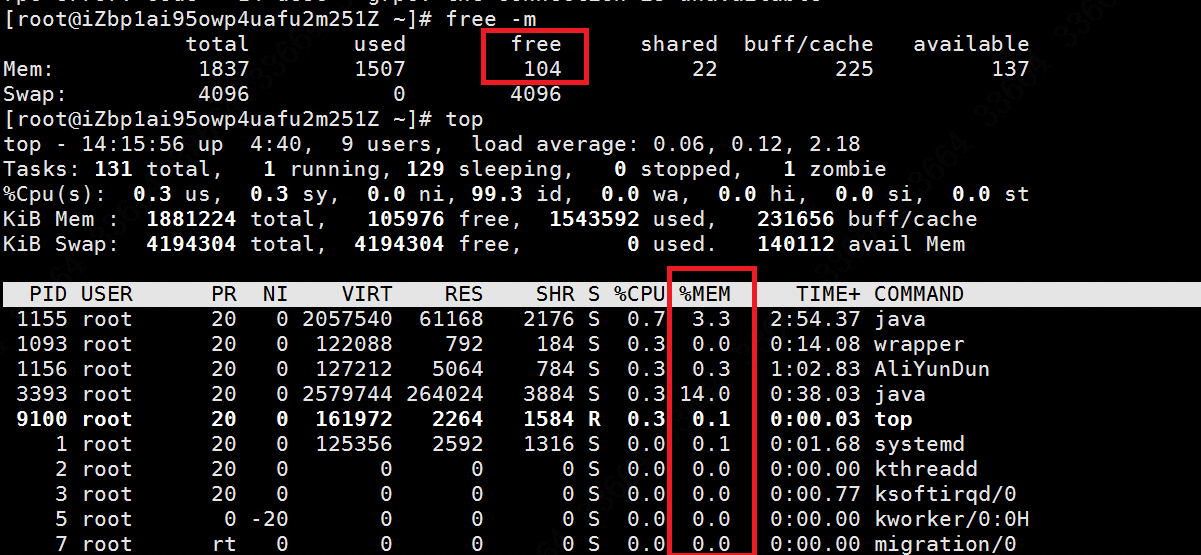 [root@iZbp1ai95owp4uafu2m251Z ~]# free -m
              total        used        free      shared  buff/cache   available
Mem:           1837        1507         104          22         225         137
Swap:          4096           0        4096
[root@iZbp1ai95owp4uafu2m251Z ~]# top
top - 14:15:56 up  4:40,  9 users,  load average: 0.06, 0.12, 2.18
Tasks: 131 total,   1 running, 129 sleeping,   0 stopped,   1 zombie
%Cpu(s):  0.3 us,  0.3 sy,  0.0 ni, 99.3 id,  0.0 wa,  0.0 hi,  0.0 si,  0.0 st
KiB Mem :  1881224 total,   105976 free,  1543592 used,   231656 buff/cache
KiB Swap:  4194304 total,  4194304 free,        0 used.   140112 avail Mem
  PID USER      PR  NI    VIRT    RES    SHR S %CPU %MEM     TIME+ COMMAND
 1155 root      20   0 2057540  61168   2176 S  0.7  3.3   2:54.37 java
 1093 root      20   0  122088    792    184 S  0.3  0.0   0:14.08 wrapper
 1156 root      20   0  127212   5064    784 S  0.3  0.3   1:02.83 AliYunDun
 3393 root      20   0 2579744 264024   3884 S  0.3 14.0   0:38.03 java
 9100 root      20   0  161972   2264   1584 R  0.3  0.1   0:00.03 top
    1 root      20   0  125356   2592   1316 S  0.0  0.1   0:01.68 systemd
    2 root      20   0       0      0      0 S  0.0  0.0   0:00.00 kthreadd
    3 root      20   0       0      0      0 S  0.0  0.0   0:00.77 ksoftirqd/0
    5 root       0 -20       0      0      0 S  0.0  0.0   0:00.00 kworker/0:0H
    7 root      rt   0       0      0      0 S  0.0  0.0   0:00.00 migration/0